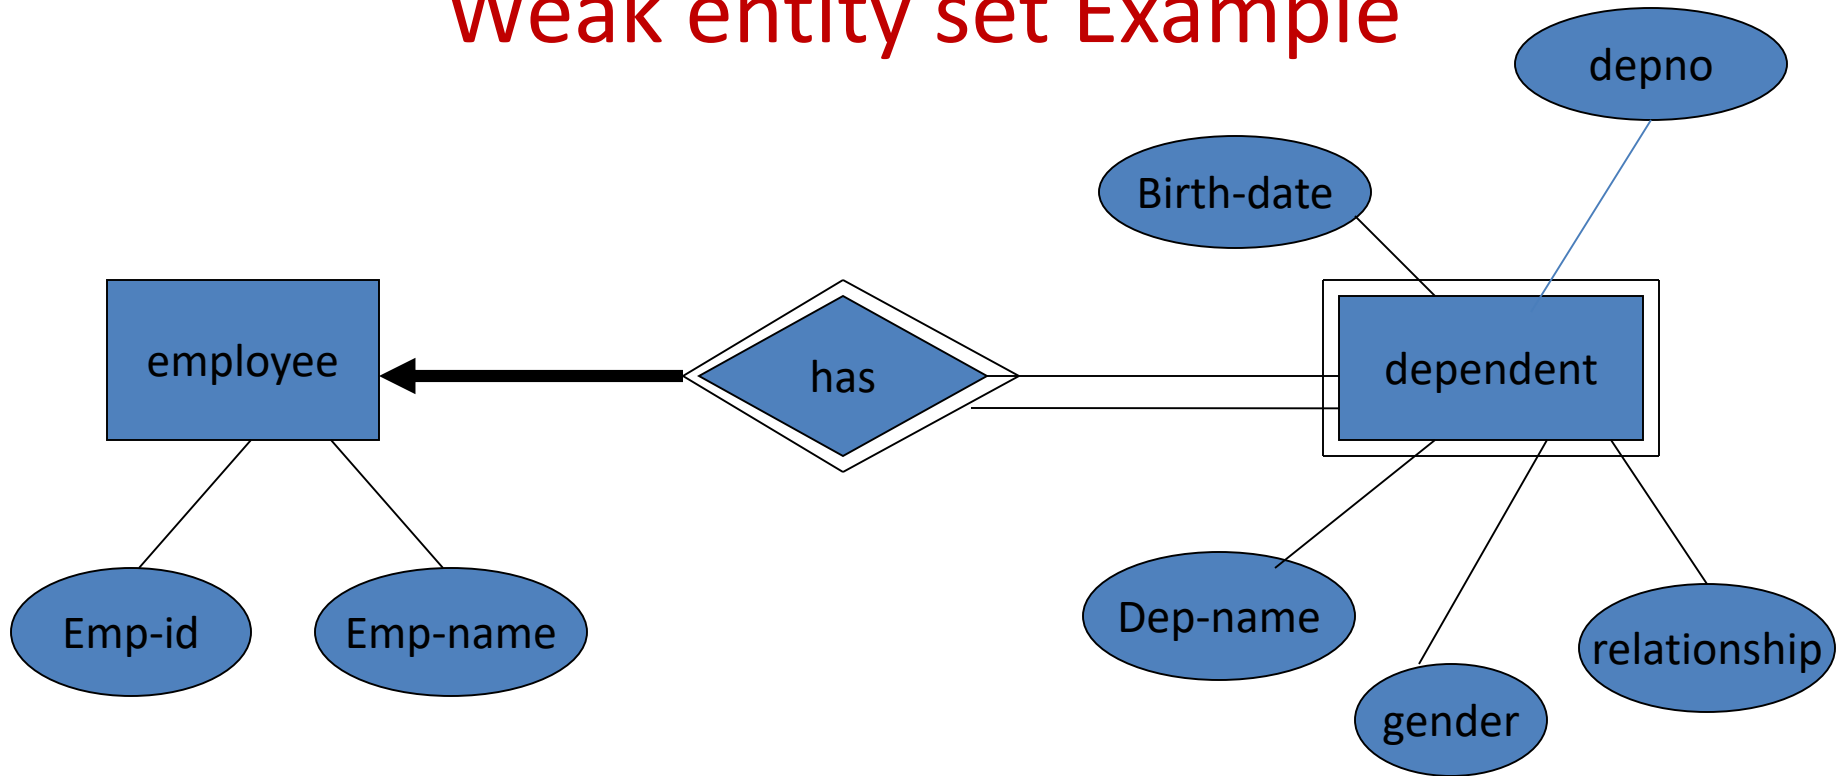 Weak entity set Example
depno
Birth-date
employee
has
dependent
Emp-id
Emp-name
Dep-name
relationship
gender